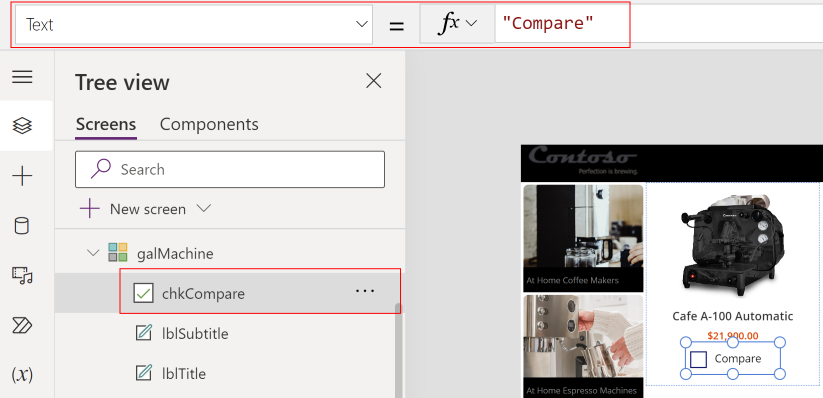 Text = fx "Compare"
Tree view
Screens Components
Search
New screen
galMachine
chkCompare
lblSubtitle
lblTitle
(x)
Contoso
Perfection is brewing.
At Home Coffee Makers
Contoso
Cafe A-100 Automatic
$21,900.00
Compare
At Home Espresso Machines